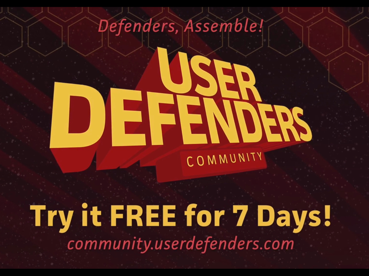 Defenders, Assemble!
USER
DEFENDERS
COMMUNITY
Try it FREE for 7 Days!
community.userdefenders.com